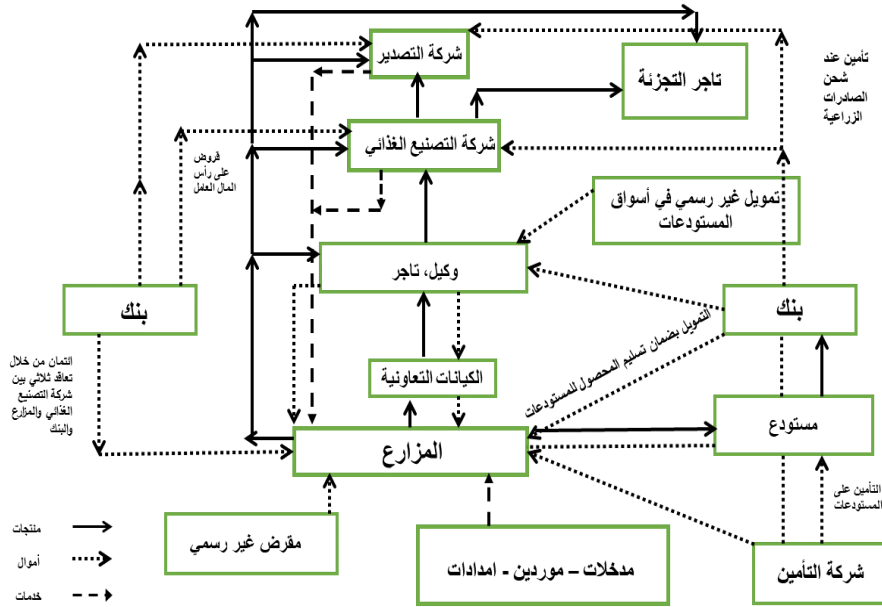 شركة التصدير
تاجر التجزئة
تأمين عند
شحن
الصادرات
الزراعية
شركة التصنيع الغذائي
قروض
على رأس
المال العامل
تمويل غير رسمي في أسواق
المستودعات
وكيل، تاجر
بنك
بنك
التمويل بضمان تسليم المحصول للمستودعات
ائتمان من خلال
تعاقد ثلاثي بين
شركة التصنيع
الغذائي والمزارع
والبنك
الكيانات التعاونية
مستودع
المزارع
التأمين على
المستودعات
منتجات
أموال
خدمات
مقرض غير رسمي
مدخلات – موردين - امدادات
شركة التأمين